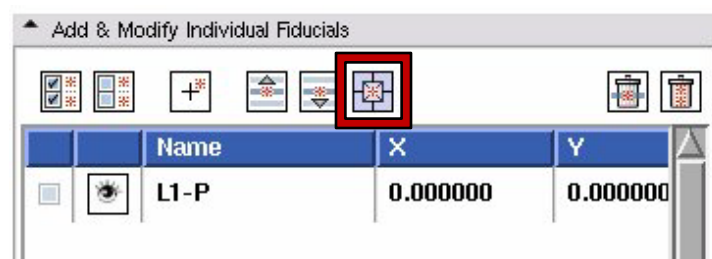 Add & Modify Individual Fiducials
Name X Y
L1-P 0.000000 0.000000